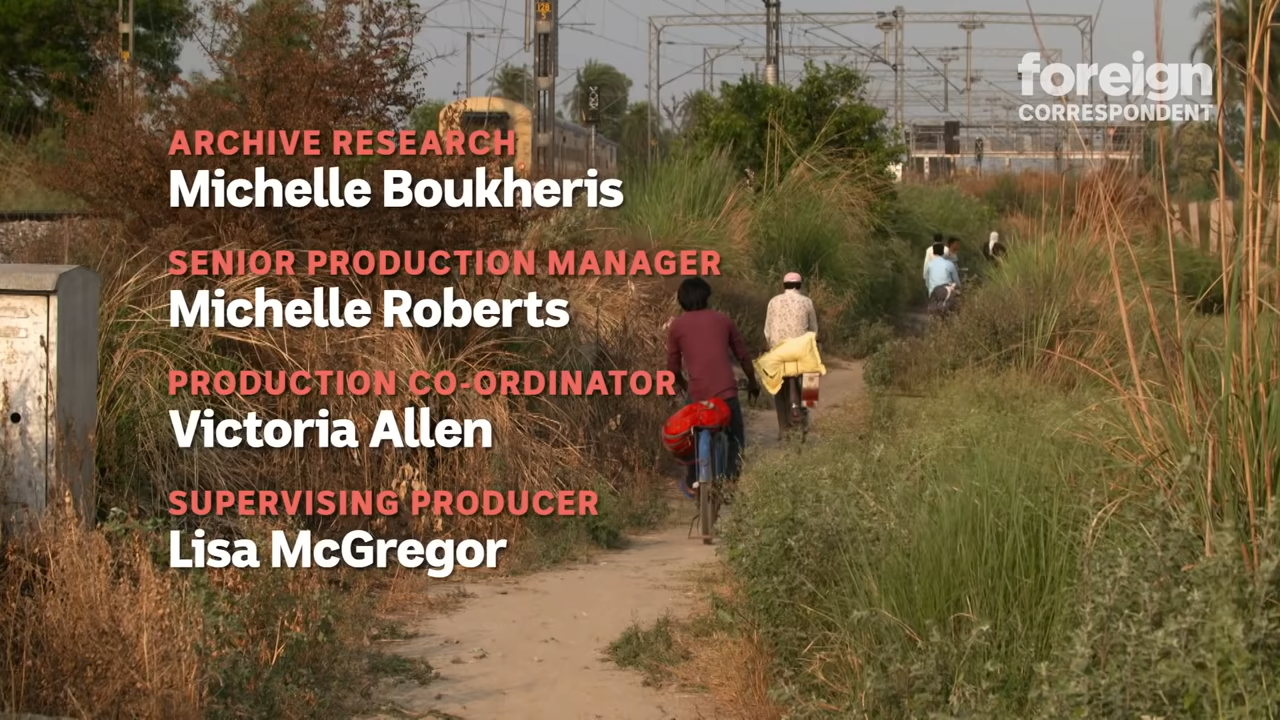 foreign
CORRESPONDENT
ARCHIVE RESEARCH
Michelle Boukheris
SENIOR PRODUCTION MANAGER
Michelle Roberts
PRODUCTION CO-ORDINATOR
Victoria Allen
SUPERVISING PRODUCER
Lisa McGregor